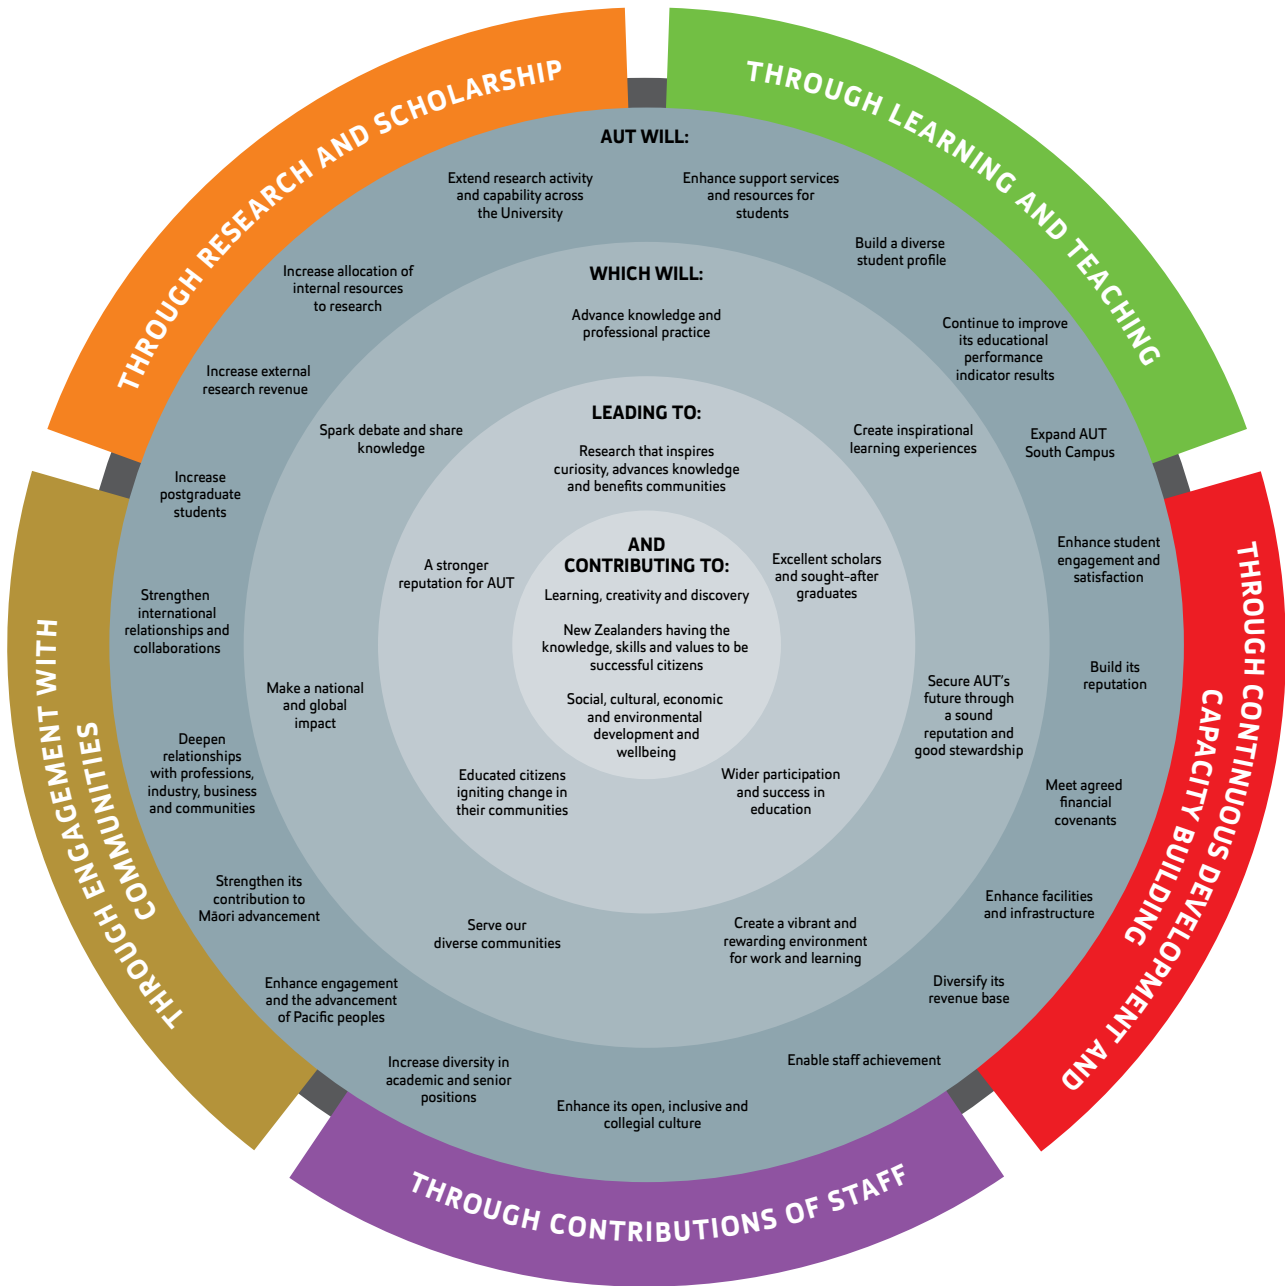 THROUGH RESEARCH AND SCHOLARSHIP
THROUGH LEARNING AND TEACHING
THROUGH CONTINUOUS DEVELOPMENT AND
CAPACITY BUILDING
THROUGH CONTRIBUTIONS OF STAFF
THROUGH ENGAGEMENT WITH
COMMUNITIES
AUT WILL:
Extend research activity
and capability across
the University
Enhance support services
and resources for
students
Build a diverse
student profile
Continue to improve
its educational
performance
indicator results
Expand AUT
South Campus
Enhance student
engagement and
satisfaction
Build its
reputation
Meet agreed
financial
covenants
Enhance facilities
and infrastructure
Diversify its
revenue base
Enable staff achievement
Enhance its open, inclusive and
collegial culture
Increase diversity in
academic and senior
positions
Enhance engagement
and the advancement
of Pacific peoples
Strengthen its
contribution to
Māori advancement
Deepen
relationships
with professions,
industry, business
and communities
Strengthen
international
relationships and
collaborations
Increase
postgraduate
students
Increase external
research revenue
Increase allocation of
internal resources
to research
WHICH WILL:
Advance knowledge and
professional practice
Create inspirational
learning experiences
Secure AUT's
future through
a sound
reputation and
good stewardship
Create a vibrant and
rewarding environment
for work and learning
Serve our
diverse communities
Make a national
and global
impact
Spark debate and share
knowledge
LEADING TO:
Research that inspires
curiosity, advances knowledge
and benefits communities
Excellent scholars
and sought-after
graduates
Wider participation
and success in
education
Educated citizens
igniting change in
their communities
A stronger
reputation for AUT
AND
CONTRIBUTING TO:
Learning, creativity and discovery
New Zealanders having the
knowledge, skills and values to be
successful citizens
Social, cultural, economic
and environmental
development and
wellbeing